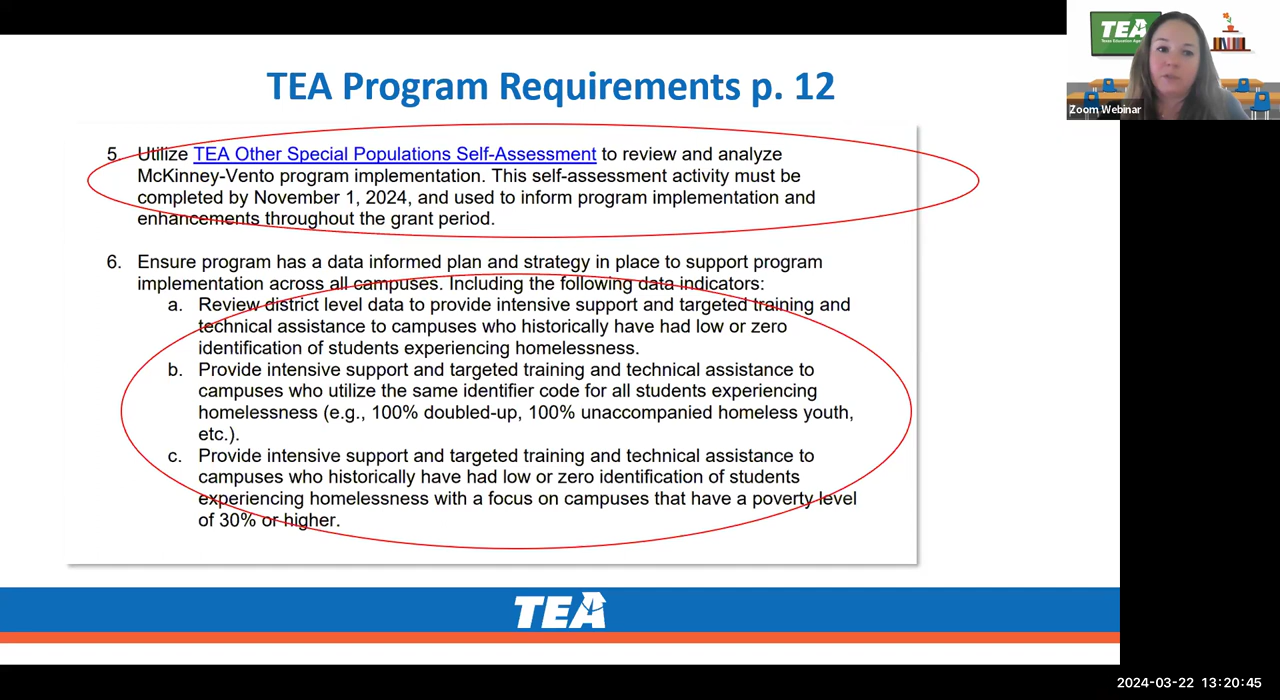 TEA
Texas Education Agency
Zoom Webinar
TEA Program Requirements p. 12
5. Utilize TEA Other Special Populations Self-Assessment to review and analyze
McKinney-Vento program implementation. This self-assessment activity must be
completed by November 1, 2024, and used to inform program implementation and
enhancements throughout the grant period.
6. Ensure program has a data informed plan and strategy in place to support program
implementation across all campuses. Including the following data indicators:
a. Review district level data to provide intensive support and targeted training and
technical assistance to campuses who historically have had low or zero
identification of students experiencing homelessness.
b. Provide intensive support and targeted training and technical assistance to
campuses who utilize the same identifier code for all students experiencing
homelessness (e.g., 100% doubled-up, 100% unaccompanied homeless youth,
etc.).
c. Provide intensive support and targeted training and technical assistance to
campuses who historically have had low or zero identification of students
experiencing homelessness with a focus on campuses that have a poverty level
of 30% or higher.
TEA
2024-03-22 13:20:45